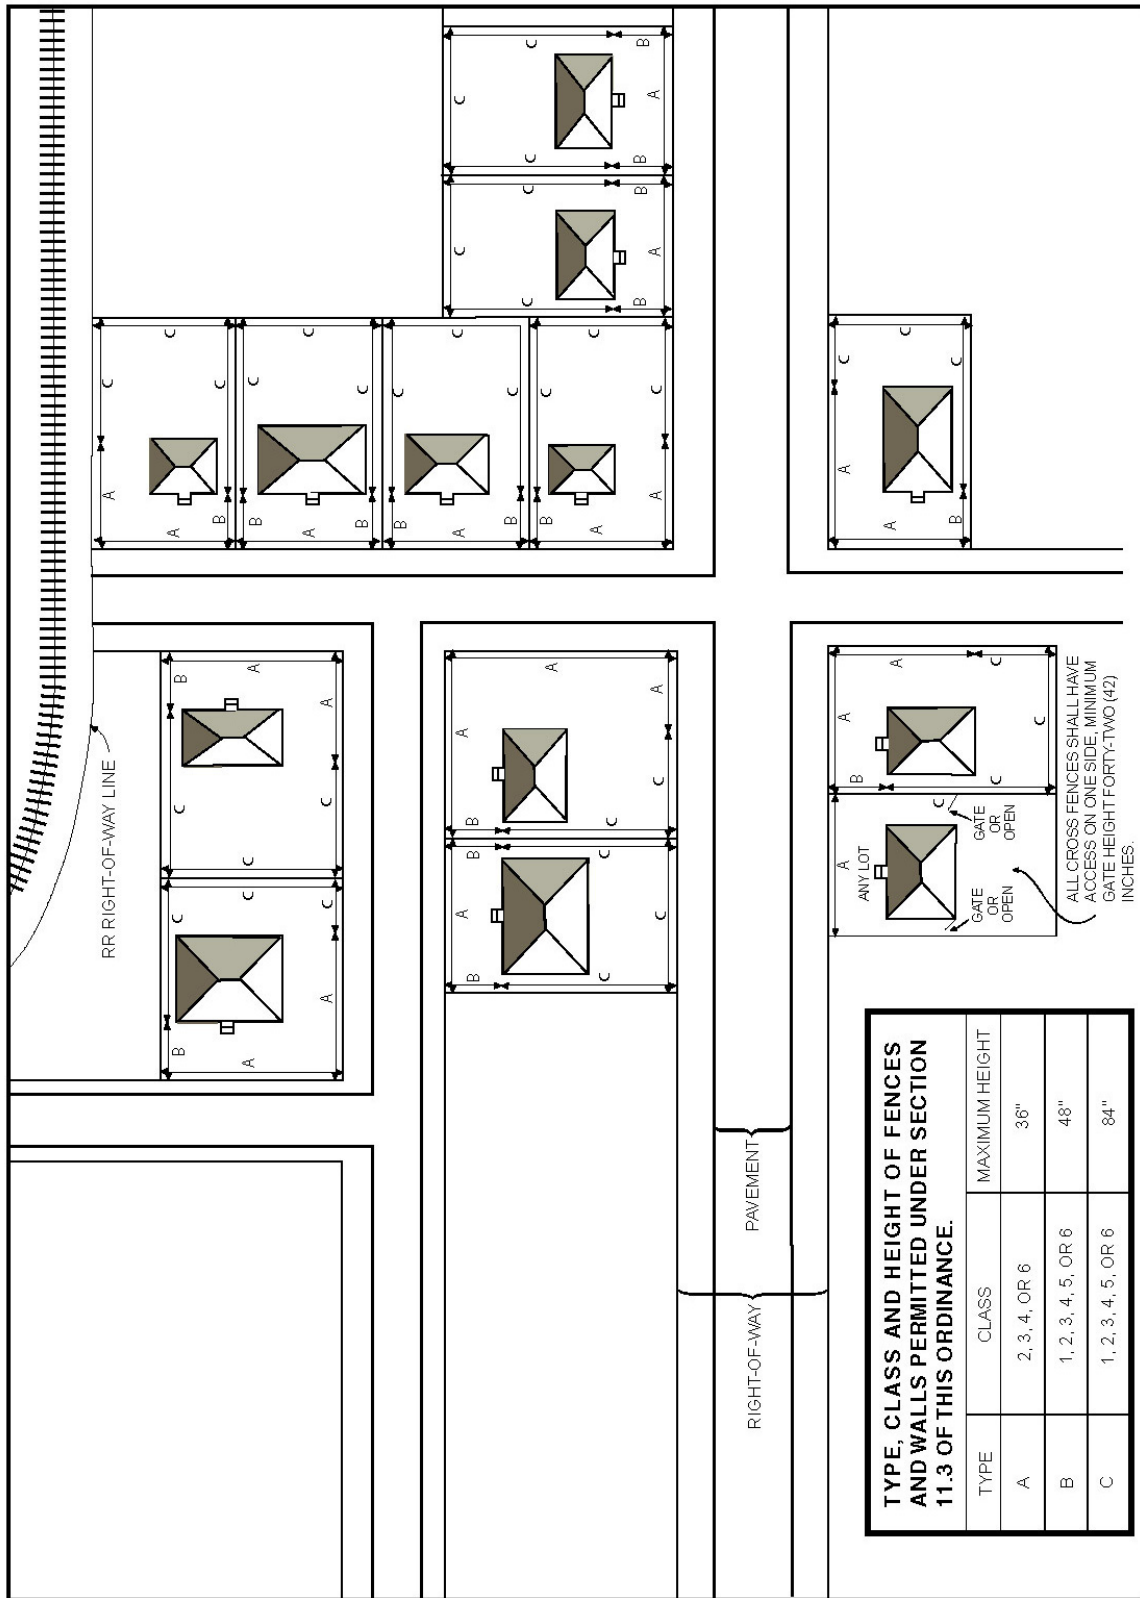 RR RIGHT-OF-WAY LINE
B C
A C
A C
C B
C A
C A
A C
A C
B C
B C
A C
B C
B C
A C
B C
B C
A C
A C
C
C C
B B
A
C
C C
B B
A
A
B B
C C
C
B A
A
C
C A
PAVEMENT
RIGHT-OF-WAY
A C
A C
B C
A
ANY LOT
GATE
OR
OPEN
C
GATE
OR
OPEN
B A
A
C C
C
ALL CROSS FENCES SHALL HAVE
ACCESS ON ONE SIDE, MINIMUM
GATE HEIGHT FORTY-TWO (42)
INCHES.
TYPE, CLASS AND HEIGHT OF FENCES
AND WALLS PERMITTED UNDER SECTION
11.3 OF THIS ORDINANCE.
TYPE CLASS MAXIMUM HEIGHT
A 2, 3, 4, OR 6 36"
B 1, 2, 3, 4, 5, OR 6 48"
C 1, 2, 3, 4, 5, OR 6 84"